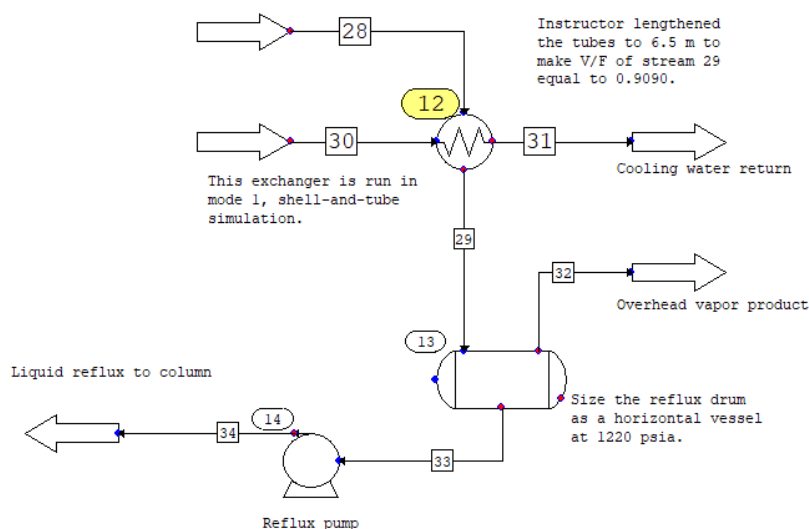 28
Instructor lengthened
the tubes to 6.5 m to
make V/F of stream 29
equal to 0.9090.
12
30
31
Cooling water return
This exchanger is run in
mode 1, shell-and-tube
simulation.
29
32
Overhead vapor product
13
Liquid reflux to column
Size the reflux drum
as a horizontal vessel
at 1220 psia.
14
34
33
Reflux pump